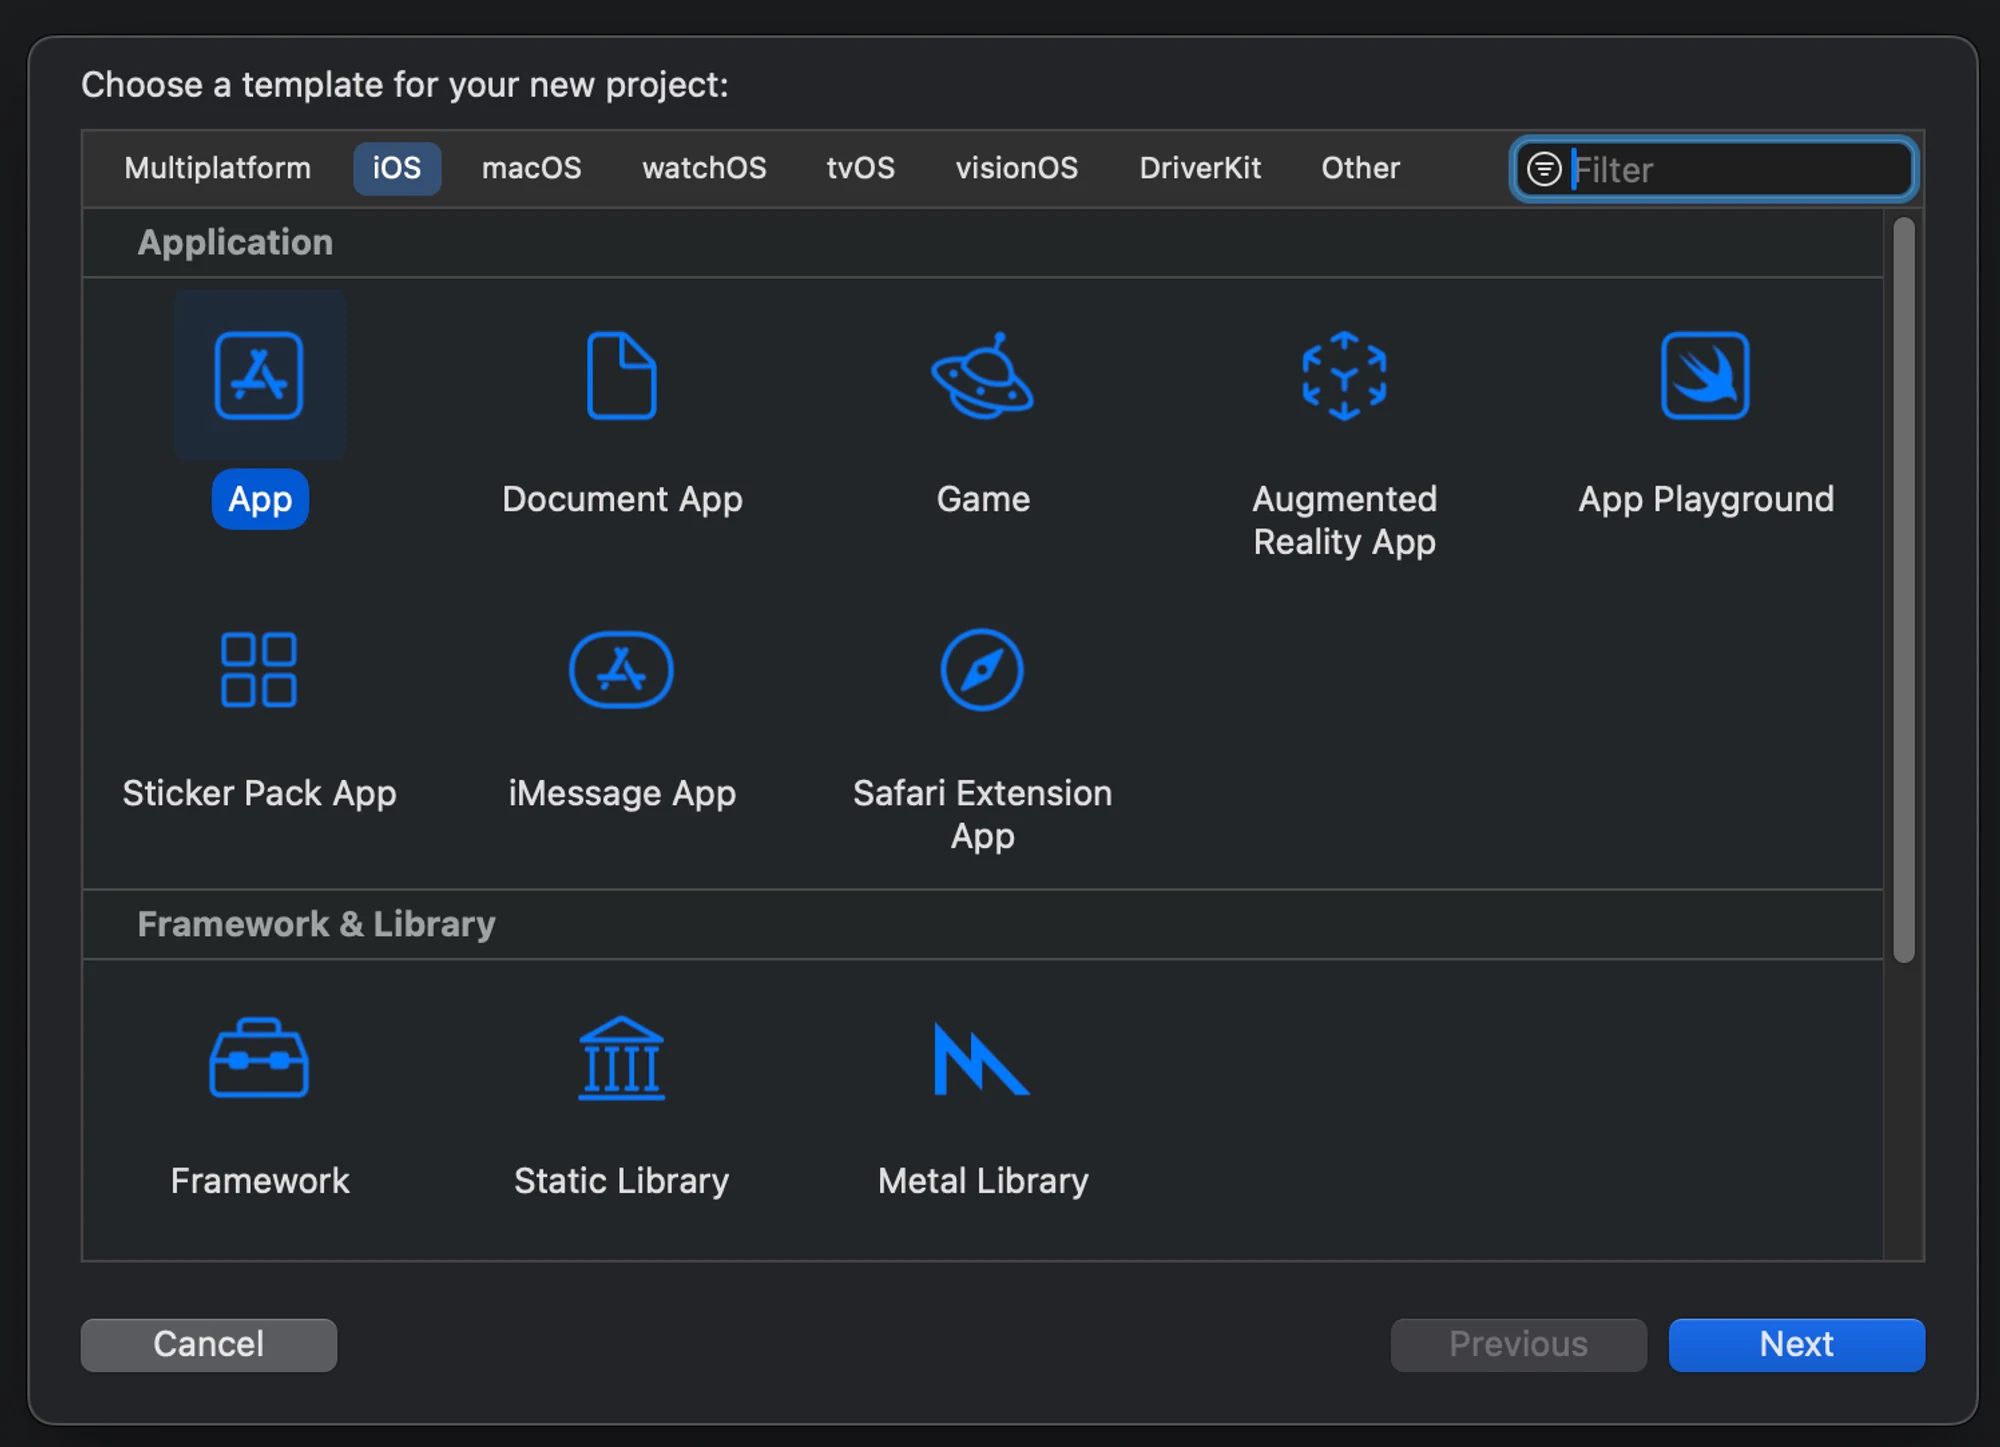 Choose a template for your new project:
Multiplatform iOS macOS watchOS tvOS visionOS DriverKit Other Filter
Application
App Document App Game Augmented Reality App App Playground
Sticker Pack App iMessage App Safari Extension App
Framework & Library
Framework Static Library Metal Library
Cancel Previous Next